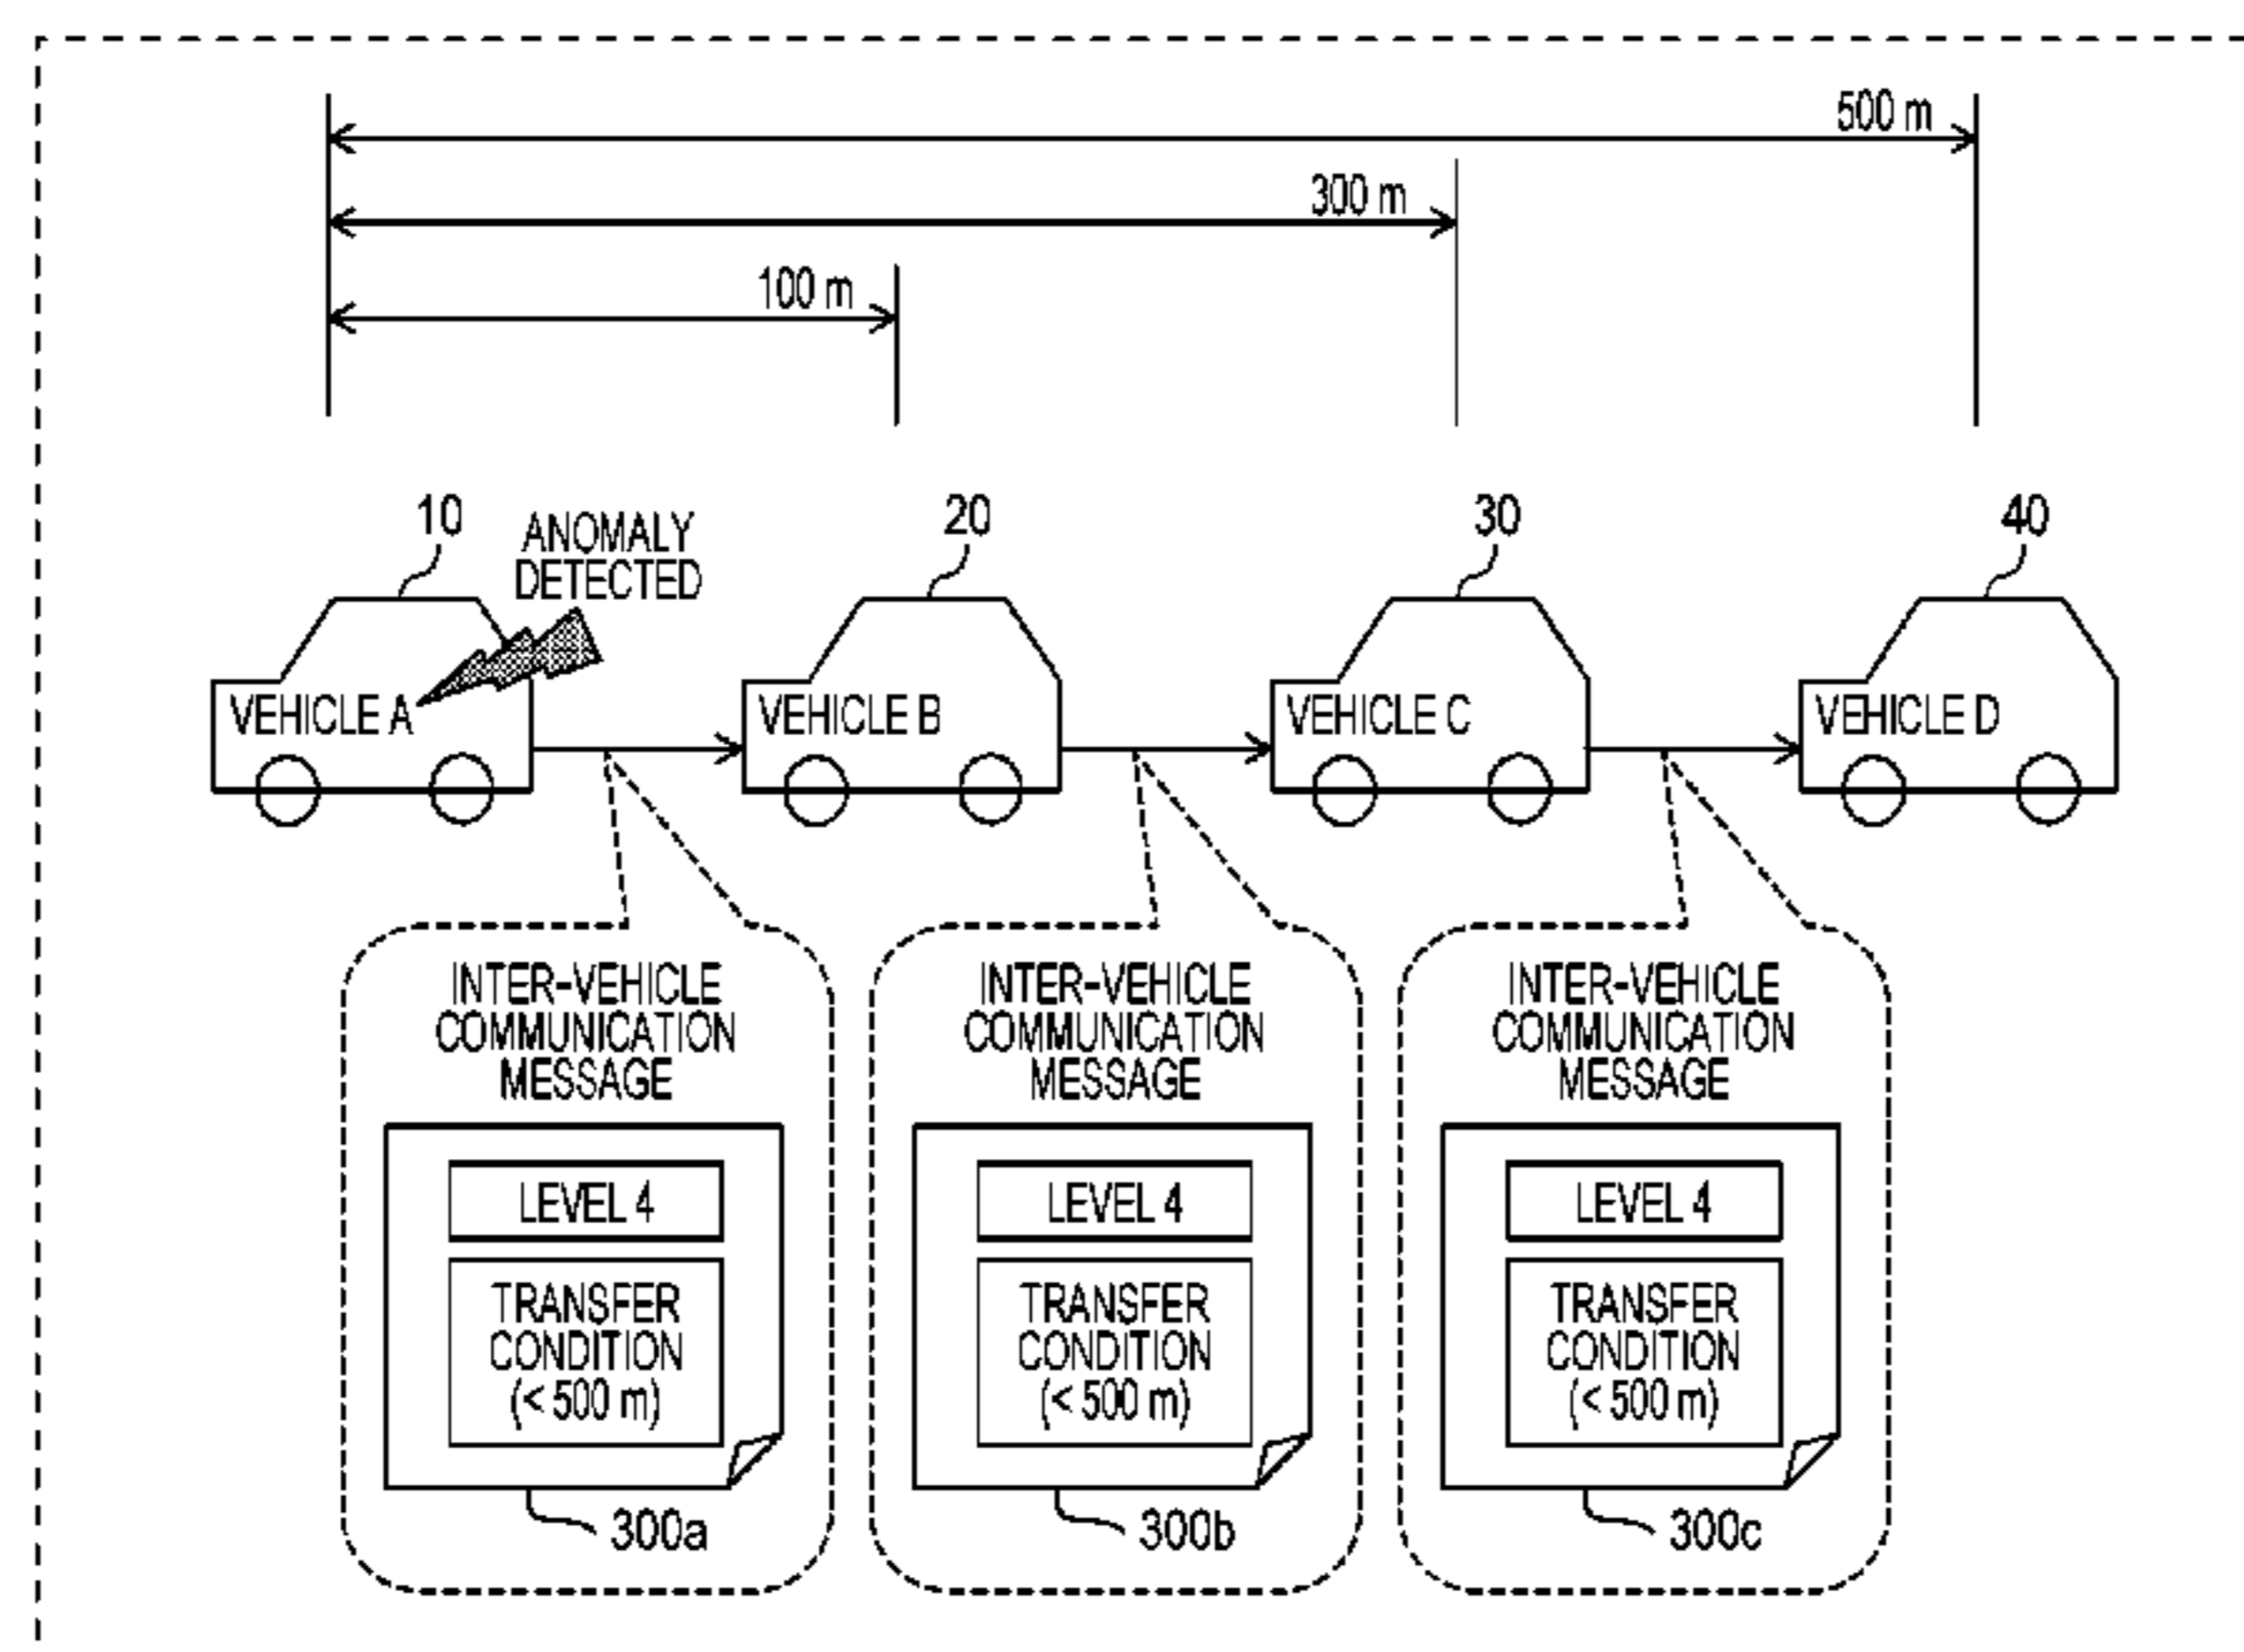 500 m
300 m
100 m
10
ANOMALY
DETECTED
20
30
40
VEHICLE A
VEHICLE B
VEHICLE C
VEHICLE D
INTER-VEHICLE
COMMUNICATION
MESSAGE
LEVEL 4
TRANSFER
CONDITION
(< 500 m)
300a
INTER-VEHICLE
COMMUNICATION
MESSAGE
LEVEL 4
TRANSFER
CONDITION
(< 500 m)
300b
INTER-VEHICLE
COMMUNICATION
MESSAGE
LEVEL 4
TRANSFER
CONDITION
(< 500 m)
300c